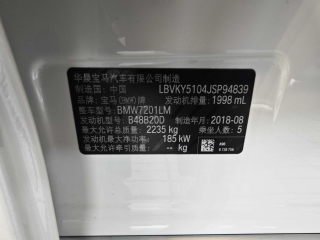 华晨宝马汽车有限公司
制造国：中国 LBVKY5104JSP94839
品牌：宝马(BMW)牌 发动机排量：1998 mL
整车型号：BMW7201LM
发动机型号：B48B20D 制造年月：2018-08
最大允许总质量：2235 kg 乘坐人数：5
发动机最大净功率：185 kW
最大允许牵引质量：-- kg